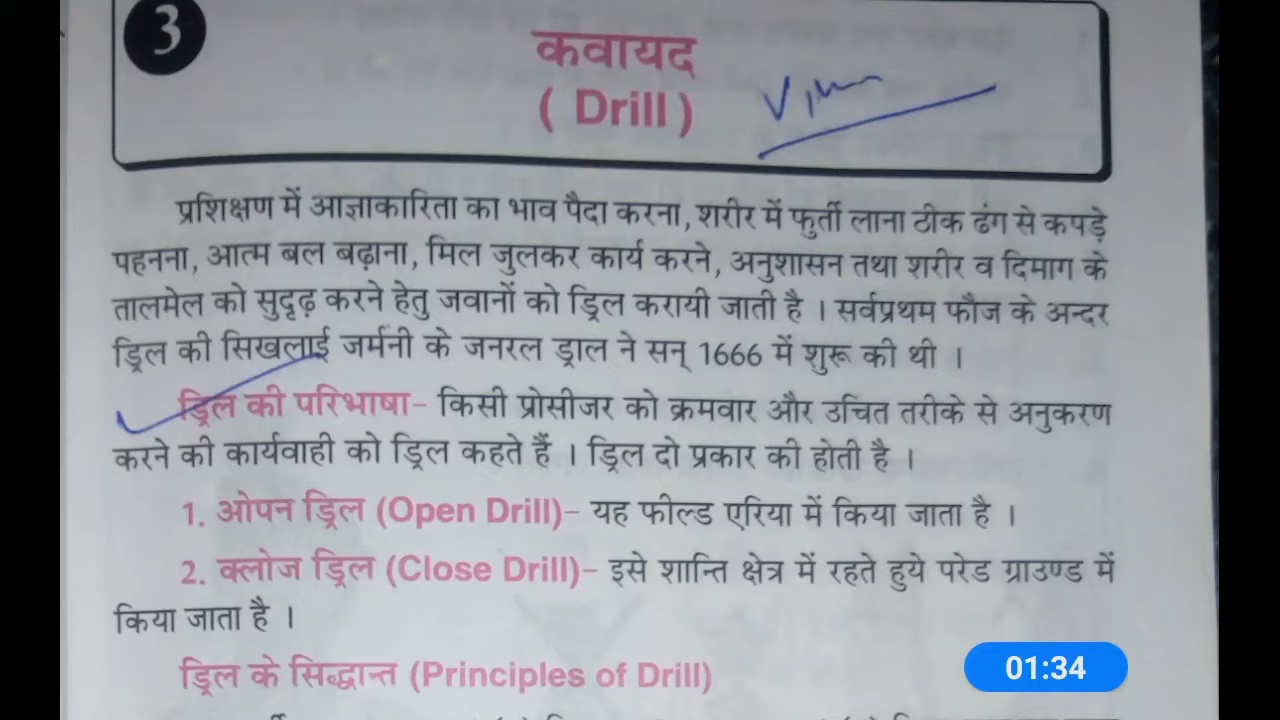 3
कवायद
( Drill )
प्रशिक्षण में आज्ञाकारिता का भाव पैदा करना, शरीर में फुर्ती लाना ठीक ढंग से कपड़े
पहनना, आत्म बल बढ़ाना, मिल जुलकर कार्य करने, अनुशासन तथा शरीर व दिमाग के
तालमेल को सुदृढ़ करने हेतु जवानों को ड्रिल करायी जाती है । सर्वप्रथम फौज के अन्दर
ड्रिल की सिखलाई जर्मनी के जनरल ड्राल ने सन् 1666 में शुरू की थी ।
ड्रिल की परिभाषा- किसी प्रोसीजर को क्रमवार और उचित तरीके से अनुकरण
करने की कार्यवाही को ड्रिल कहते हैं । ड्रिल दो प्रकार की होती है ।
1. ओपन ड्रिल (Open Drill)- यह फील्ड एरिया में किया जाता है ।
2. क्लोज ड्रिल (Close Drill)- इसे शान्ति क्षेत्र में रहते हुये परेड ग्राउण्ड में
किया जाता है ।
ड्रिल के सिद्धान्त (Principles of Drill)
01:34